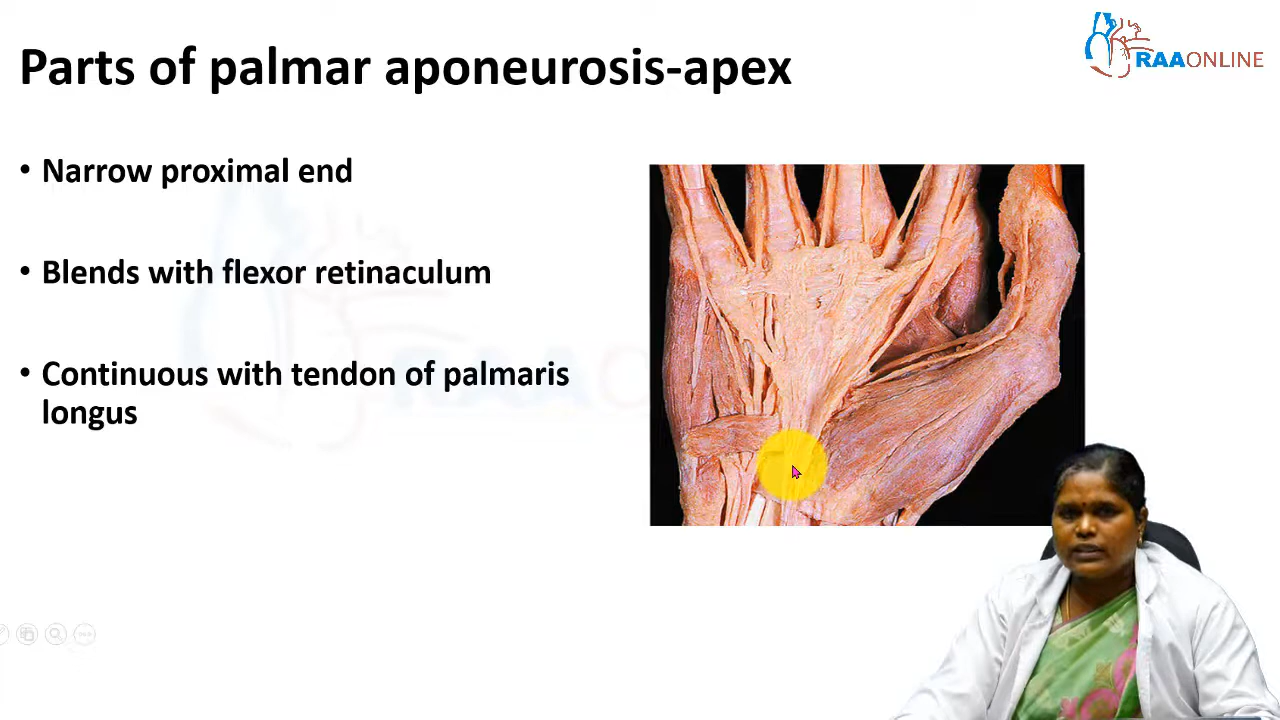 Parts of palmar aponeurosis-apex
RAAONLINE
• Narrow proximal end
• Blends with flexor retinaculum
• Continuous with tendon of palmaris
longus
RAAO